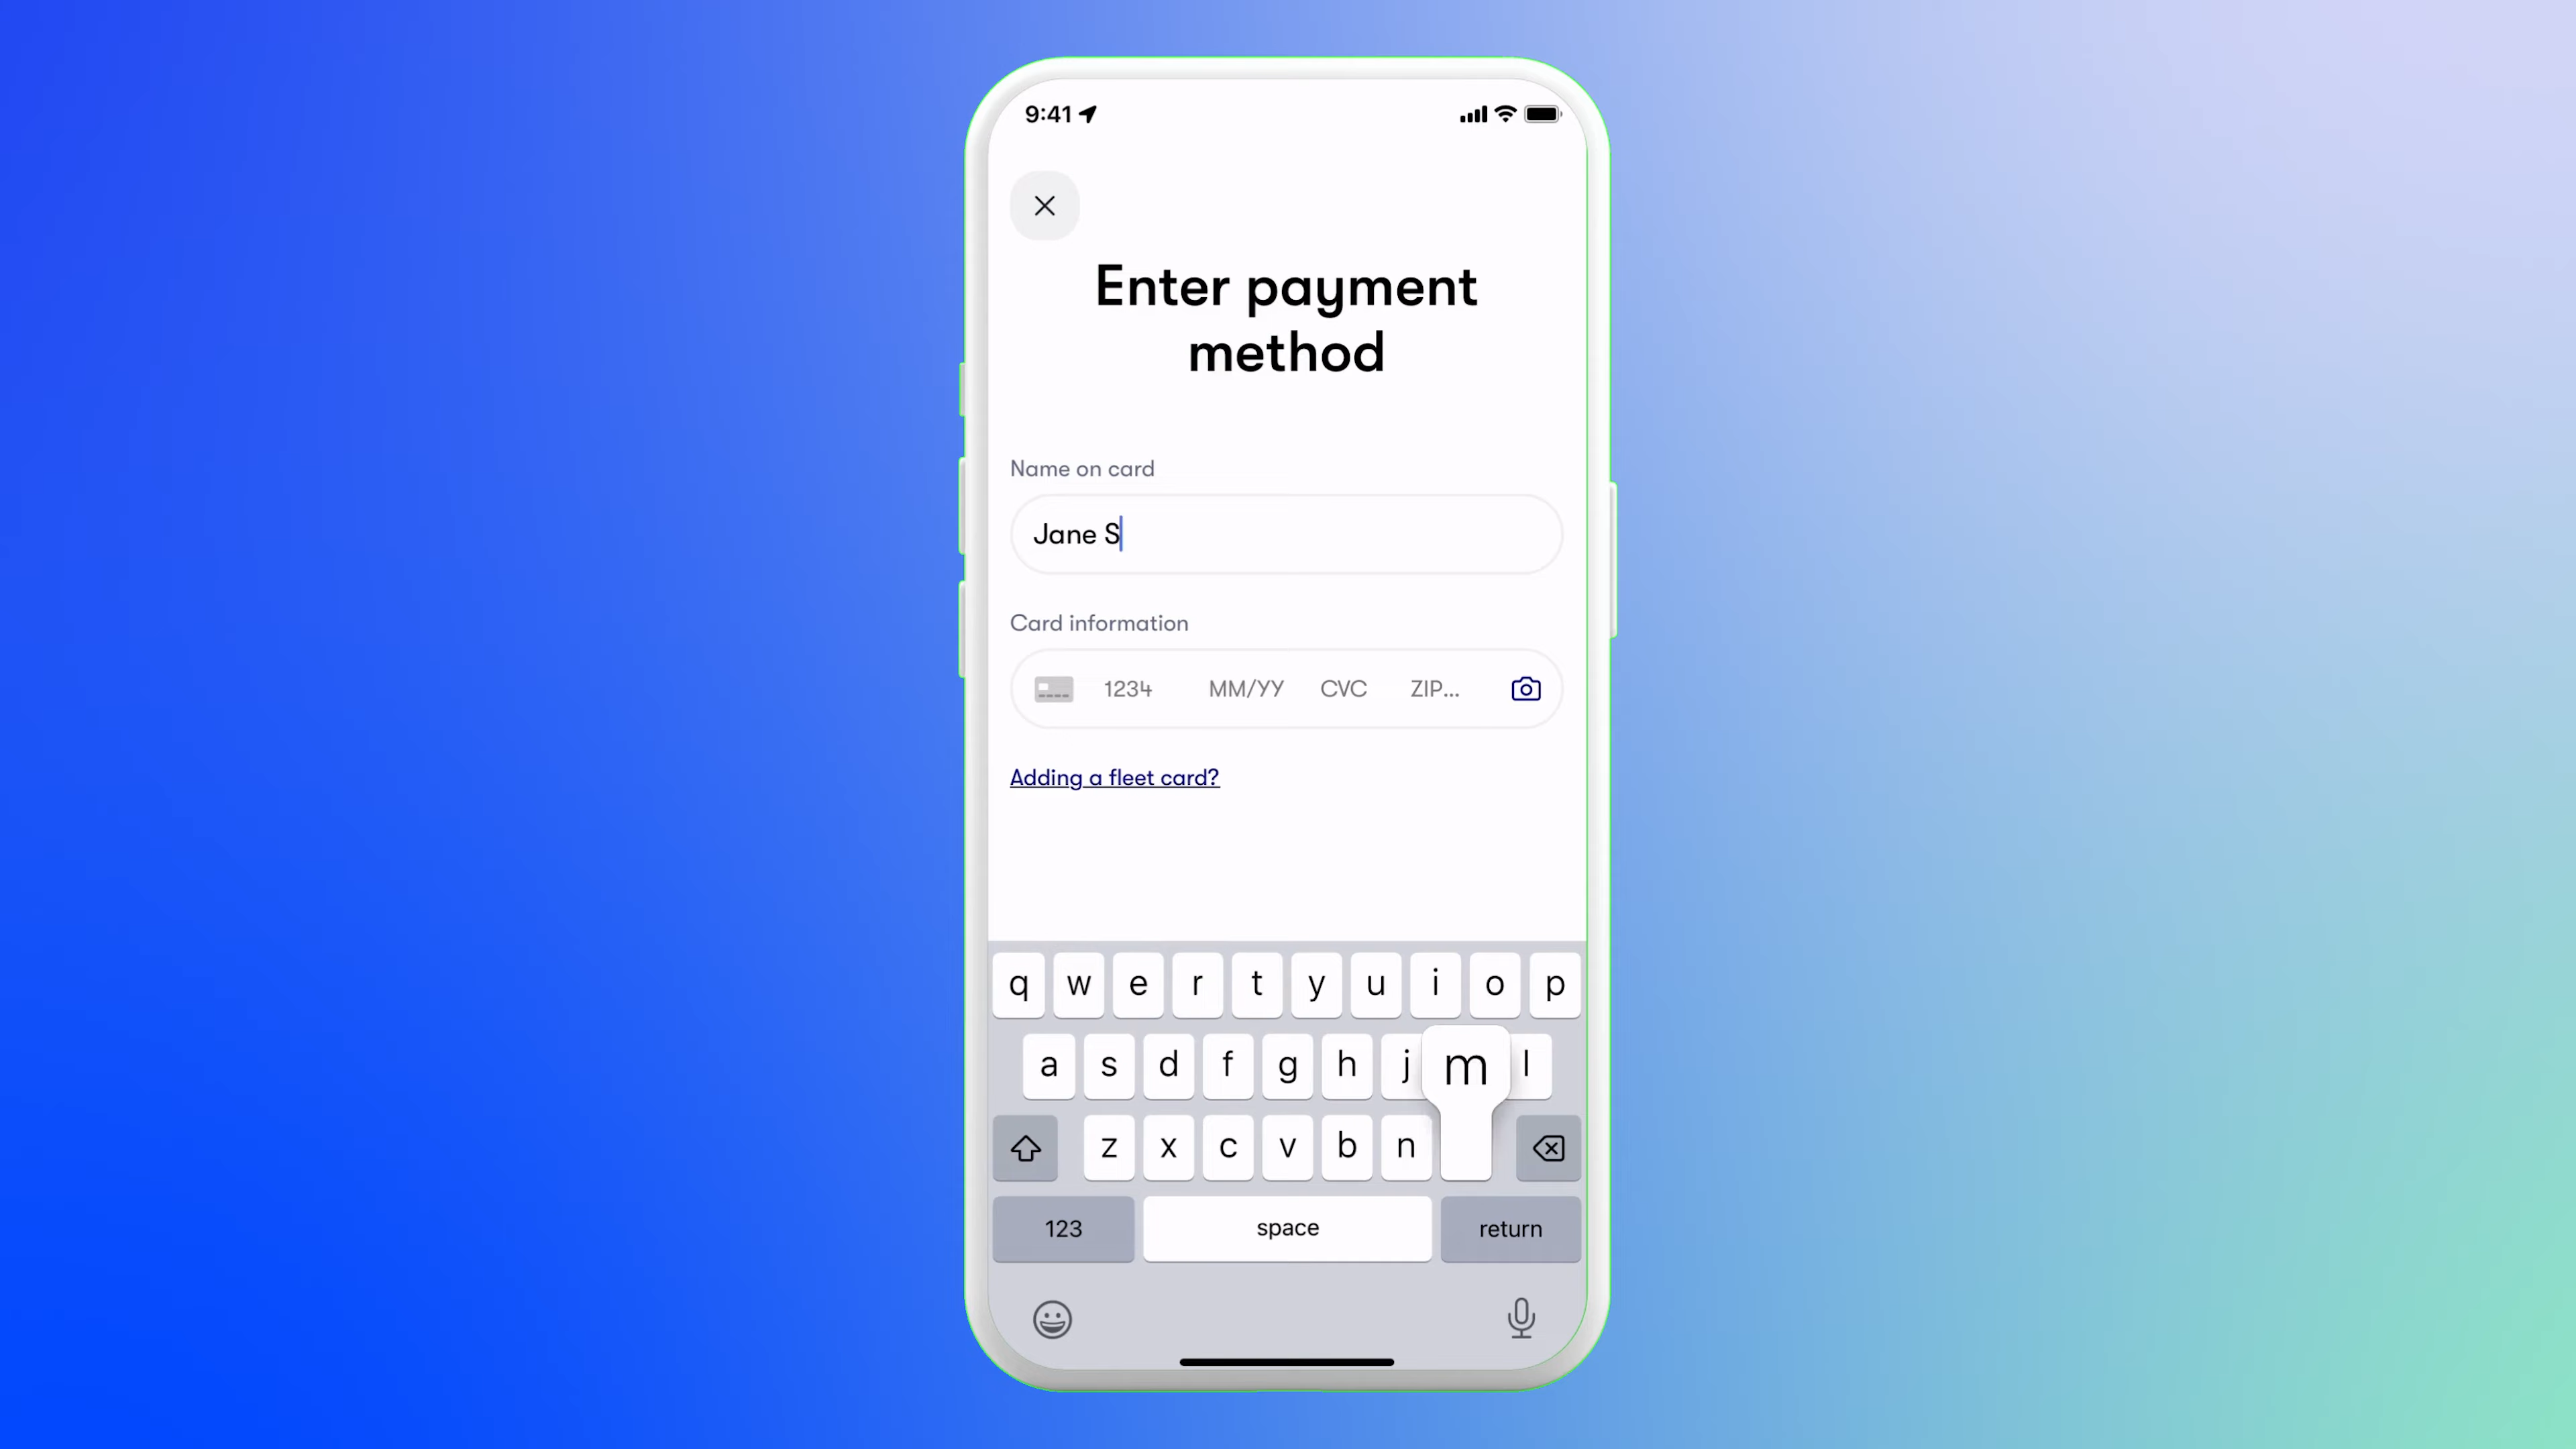 9:41
Enter payment
method
Name on card
Jane S
Card information
1234 MM/YY CVC ZIP...
Adding a fleet card?
q w e r t y u i o p
a s d f g h j m l
z x c v b n
123 space return